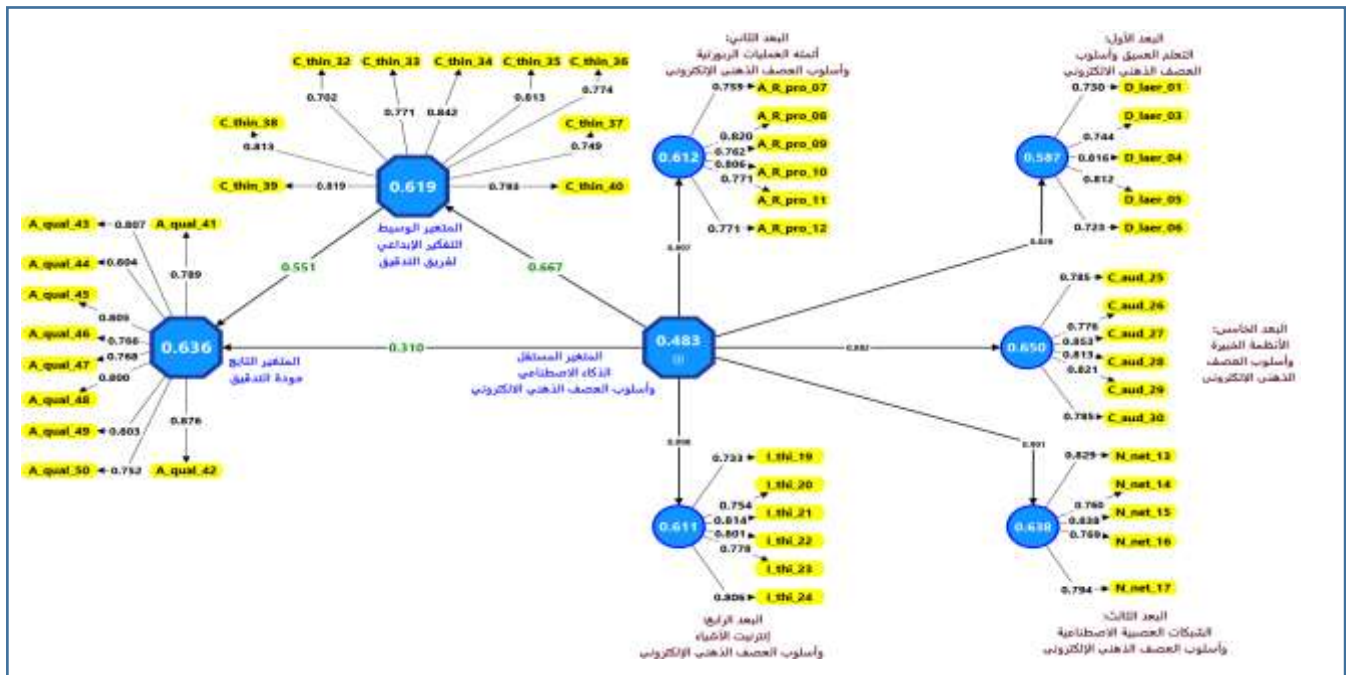 البعد الثاني:
أتمتة العمليات الربوتية
وأسلوب العصف الذهني الإلكتروني
البعد الأول:
التعلم العميق وأسلوب
العصف الذهني الالكتروني
C_thin_32
C_thin_33
C_thin_34
C_thin_35
C_thin_36
0.702
0.771
0.842
0.813
0.774
C_thin_38
0.813
C_thin_37
0.749
C_thin_39
0.819
0.619
0.793
C_thin_40
المتغير الوسيط
التفكير الإبداعي
لفريق التدقيق
0.759
A_R_pro_07
0.820
A_R_pro_08
0.762
A_R_pro_09
0.806
A_R_pro_10
0.771
A_R_pro_11
0.771
A_R_pro_12
0.612
0.730
D_laer_01
0.744
D_laer_03
0.816
D_laer_04
0.812
D_laer_05
0.723
D_laer_06
0.587
A_qual_43
0.807
A_qual_41
0.789
A_qual_44
0.804
A_qual_45
0.805
A_qual_46
0.766
A_qual_47
0.768
A_qual_48
0.800
A_qual_49
0.803
A_qual_50
0.752
A_qual_42
0.876
0.636
المتغير التابع
جودة التدقيق
0.551
0.667
0.310
0.483
المتغير المستقل
الذكاء الاصطناعي
وأسلوب العصف الذهني الإلكتروني
0.785
C_aud_25
0.776
C_aud_26
0.853
C_aud_27
0.813
C_aud_28
0.821
C_aud_29
0.785
C_aud_30
0.650
البعد الخامس:
الأنظمة الخبيرة
وأسلوب العصف
الذهني الإلكتروني
0.733
I_thi_19
0.754
I_thi_20
0.814
I_thi_21
0.801
I_thi_22
0.778
I_thi_23
0.806
I_thi_24
0.611
البعد الرابع:
إنترنيت الأشياء
وأسلوب العصف الذهني الإلكتروني
0.829
N_net_13
0.760
N_net_14
0.838
N_net_15
0.769
N_net_16
0.794
N_net_17
0.638
البعد الثالث:
الشبكات العصبية الاصطناعية
وأسلوب العصف الذهني الإلكتروني